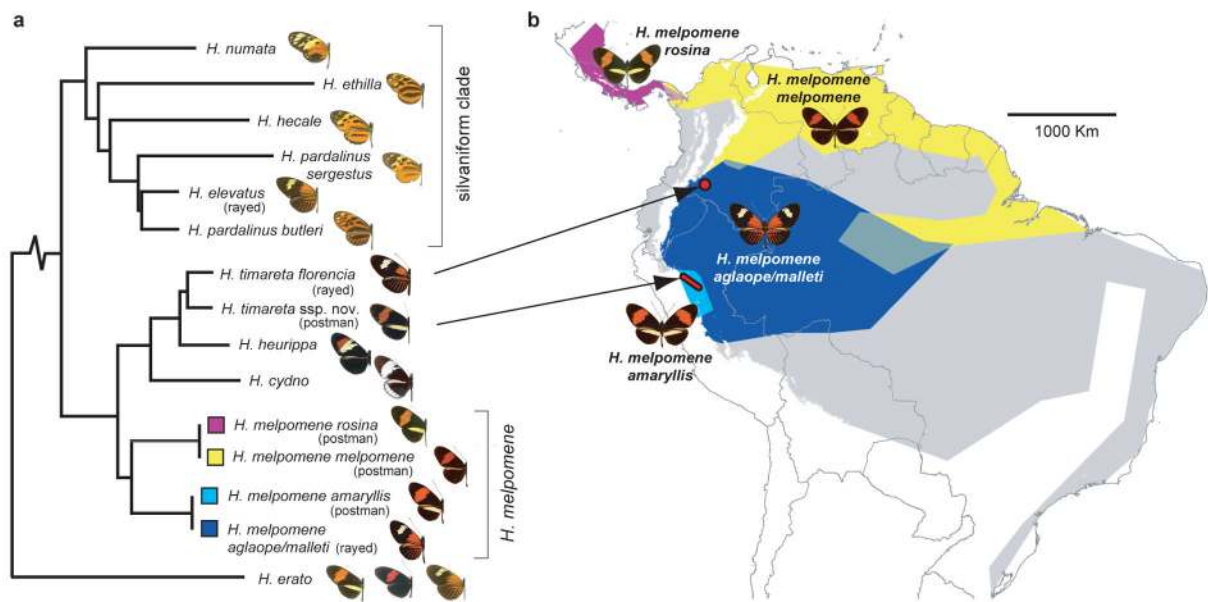 a
H. numata
H. ethilla
H. hecale
H. pardalinus
sergestus
H. elevatus
(rayed)
H. pardalinus butleri
silvaniform clade
H. timareta florencia
(rayed)
H. timareta ssp. nov.
(postman)
H. heurippa
H. cydno
H. melpomene rosina
(postman)
H. melpomene melpomene
(postman)
H. melpomene amaryllis
(postman)
H. melpomene
aglaope/malleti (rayed)
H. melpomene
H. erato
b
H. melpomene
rosina
H. melpomene
melpomene
1000 Km
H. melpomene
aglaope/malleti
H. melpomene
amaryllis